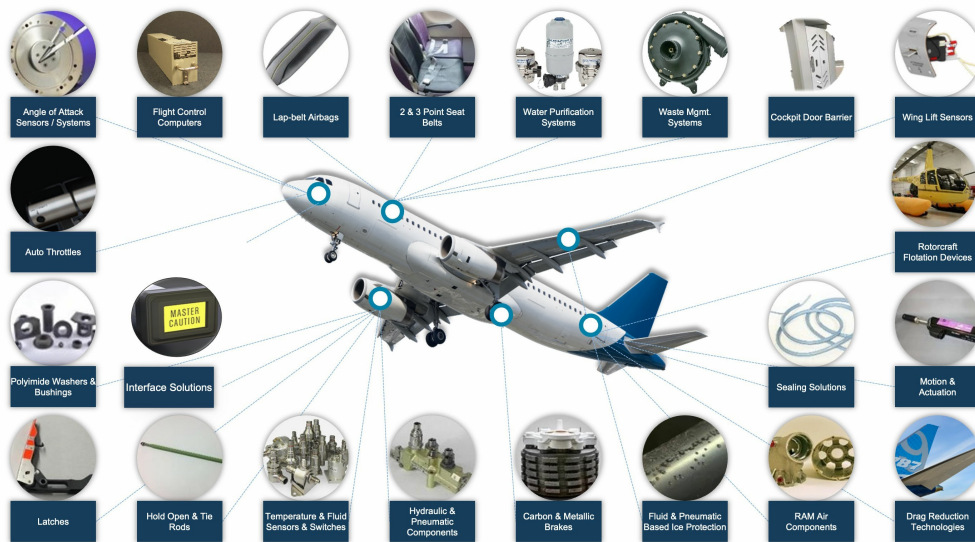 Angle of Attack
Sensors / Systems
Flight Control
Computers
Lap-belt Airbags
2 & 3 Point Seat
Belts
Water Purification
Systems
Waste Mgmt.
Systems
Cockpit Door Barrier
Wing Lift Sensors
Auto Throttles
Rotorcraft
Flotation Devices
MASTER
CAUTION
Polyimide Washers &
Bushings
Interface Solutions
Sealing Solutions
Motion &
Actuation
Latches
Hold Open & Tie
Rods
Temperature & Fluid
Sensors & Switches
Hydraulic &
Pneumatic
Components
Carbon & Metallic
Brakes
Fluid & Pneumatic
Based Ice Protection
RAM Air
Components
Drag Reduction
Technologies